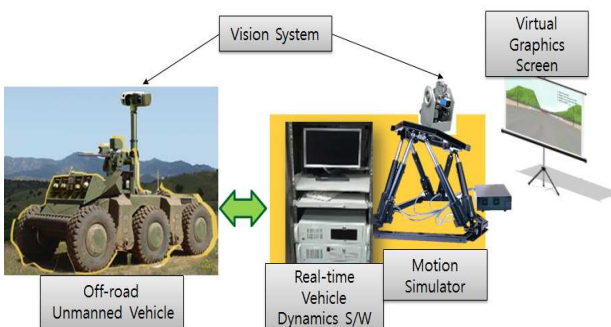 Vision System
Virtual
Graphics
Screen
Off-road
Unmanned Vehicle
Real-time
Vehicle
Dynamics S/W
Motion
Simulator